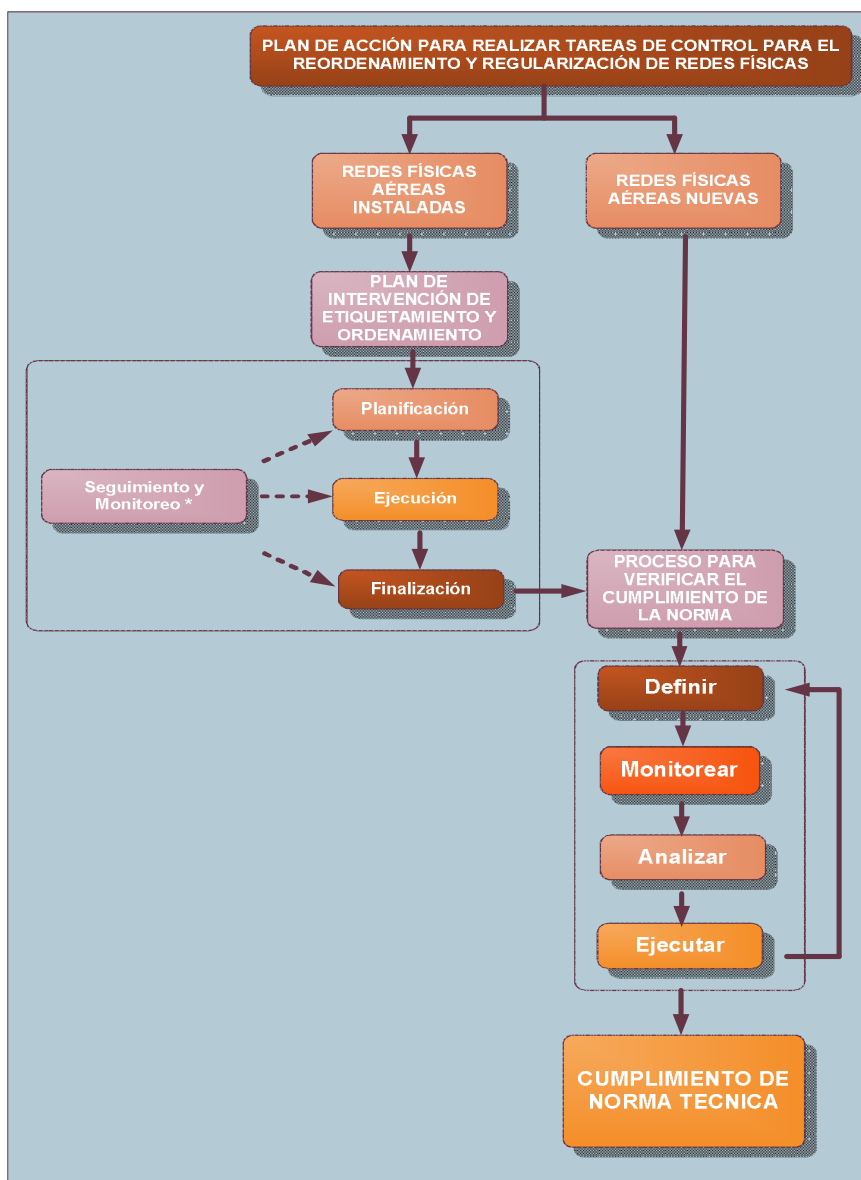 PLAN DE ACCIÓN PARA REALIZAR TAREAS DE CONTROL PARA EL
REORDENAMIENTO Y REGULARIZACIÓN DE REDES FÍSICAS
REDES FÍSICAS
AÉREAS
INSTALADAS
REDES FÍSICAS
AÉREAS NUEVAS
PLAN DE
INTERVENCIÓN DE
ETIQUETAMIENTO Y
ORDENAMIENTO
Planificación
Seguimiento y
Monitoreo *
Ejecución
Finalización
PROCESO PARA
VERIFICAR EL
CUMPLIMIENTO DE
LA NORMA
Definir
Monitorear
Analizar
Ejecutar
CUMPLIMIENTO DE
NORMA TECNICA